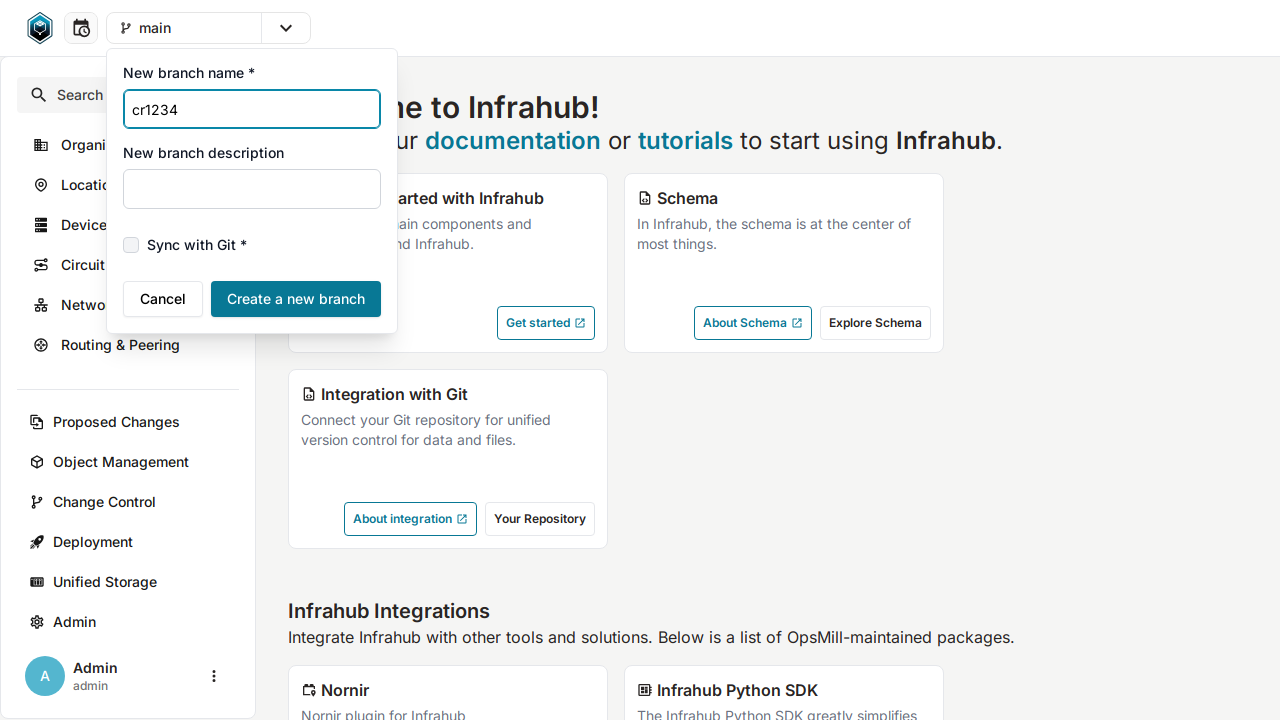 main
New branch name *
cr1234
New branch description
Sync with Git *
Cancel
Create a new branch
Search
Organi
Locatio
Device
Circuit
Netwo
Routing & Peering
Proposed Changes
Object Management
Change Control
Deployment
Unified Storage
Admin
A
Admin
admin
ne to Infrahub!
ur documentation or tutorials to start using Infrahub.
arted with Infrahub
ain components and
nd Infrahub.
Get started
Schema
In Infrahub, the schema is at the center of
most things.
About Schema
Explore Schema
Integration with Git
Connect your Git repository for unified
version control for data and files.
About integration
Your Repository
Infrahub Integrations
Integrate Infrahub with other tools and solutions. Below is a list of OpsMill-maintained packages.
Nornir
Nornir plugin for Infrahub
Infrahub Python SDK
The Infrahub Python SDK greatly simplifies